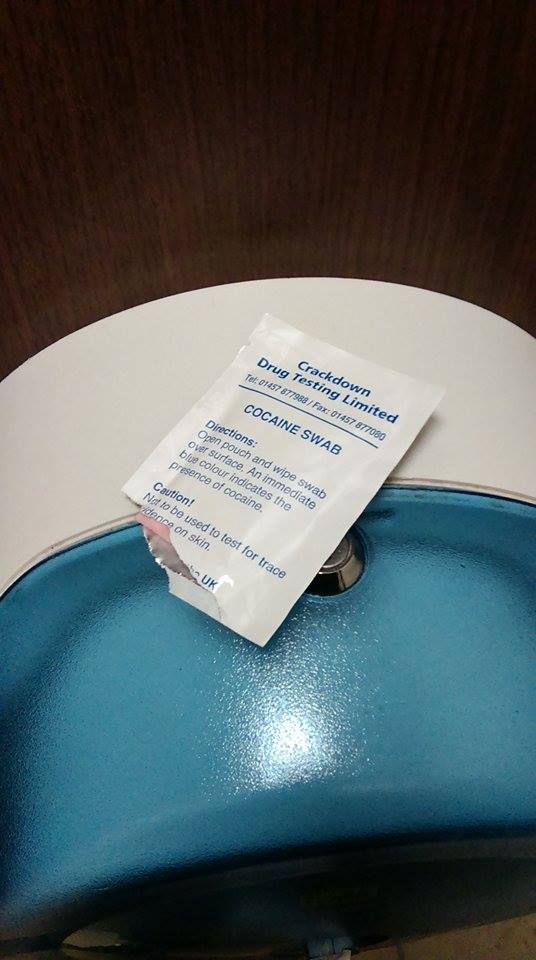 Crackdown
Drug Testing Limited
Tel: 01457 877988 / Fax: 01457 877080
COCAINE SWAB
Directions:
Open pouch and wipe swab
over surface. An immediate
blue colour indicates the
presence of cocaine.
Caution!
Not to be used to test for trace
idence on skin.
UK